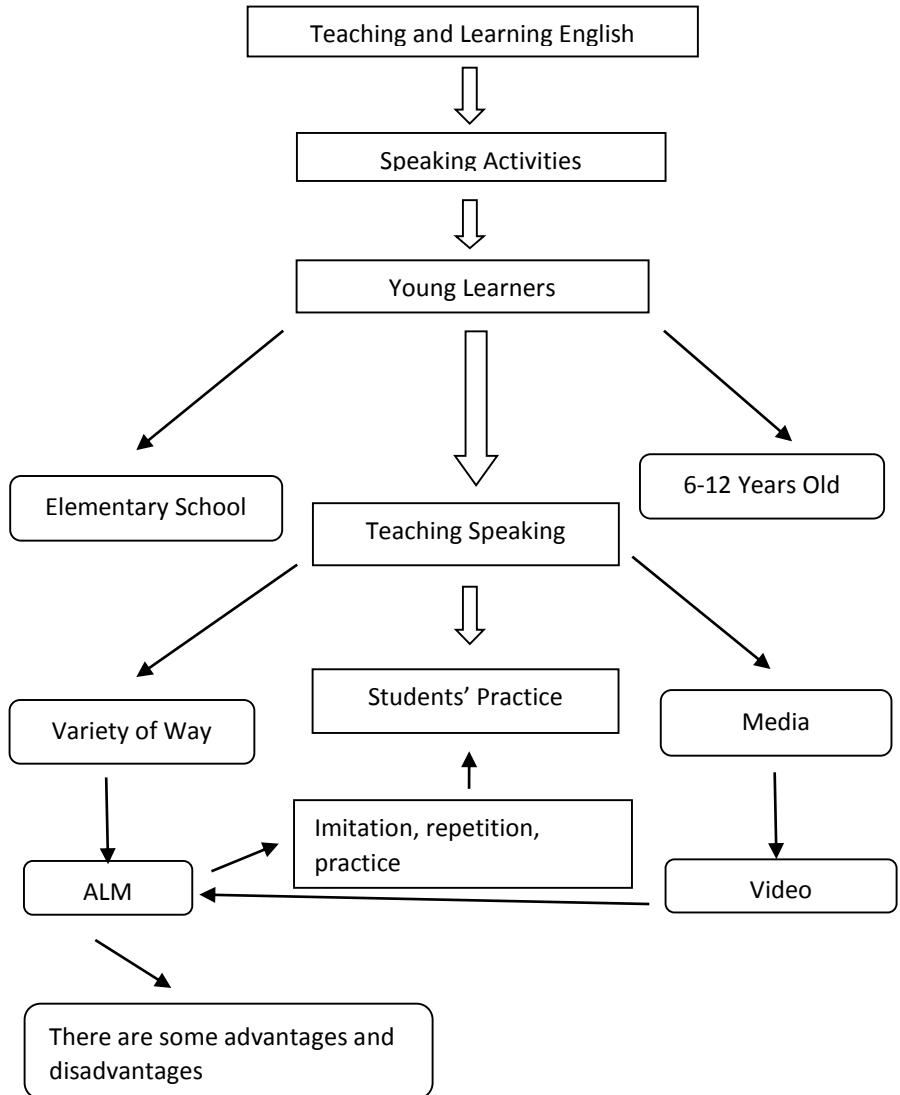 Teaching and Learning English
Speaking Activities
Young Learners
Elementary School
6-12 Years Old
Teaching Speaking
Variety of Way
Students’ Practice
Media
Imitation, repetition,
practice
ALM
Video
There are some advantages and
disadvantages